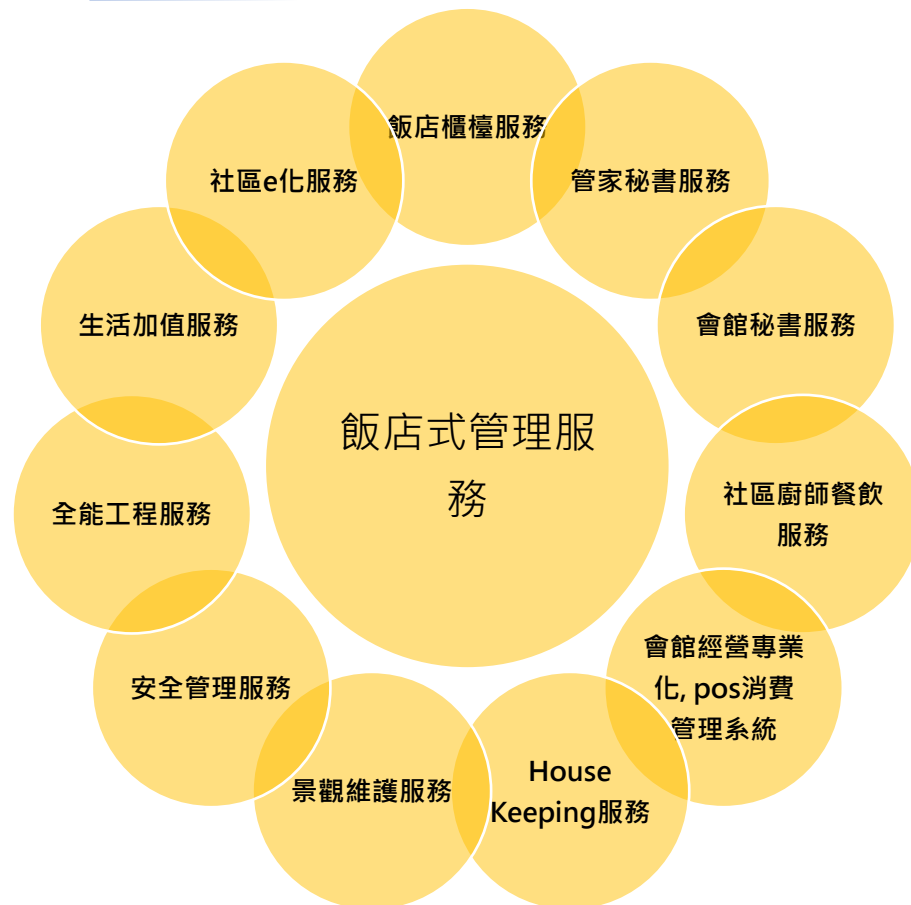 飯店櫃檯服務
管家秘書服務
會館秘書服務
社區廚師餐飲
服務
會館經營專業
化, pos消費
管理系統
House
Keeping服務
景觀維護服務
安全管理服務
全能工程服務
生活加值服務
社區e化服務
飯店式管理服
務